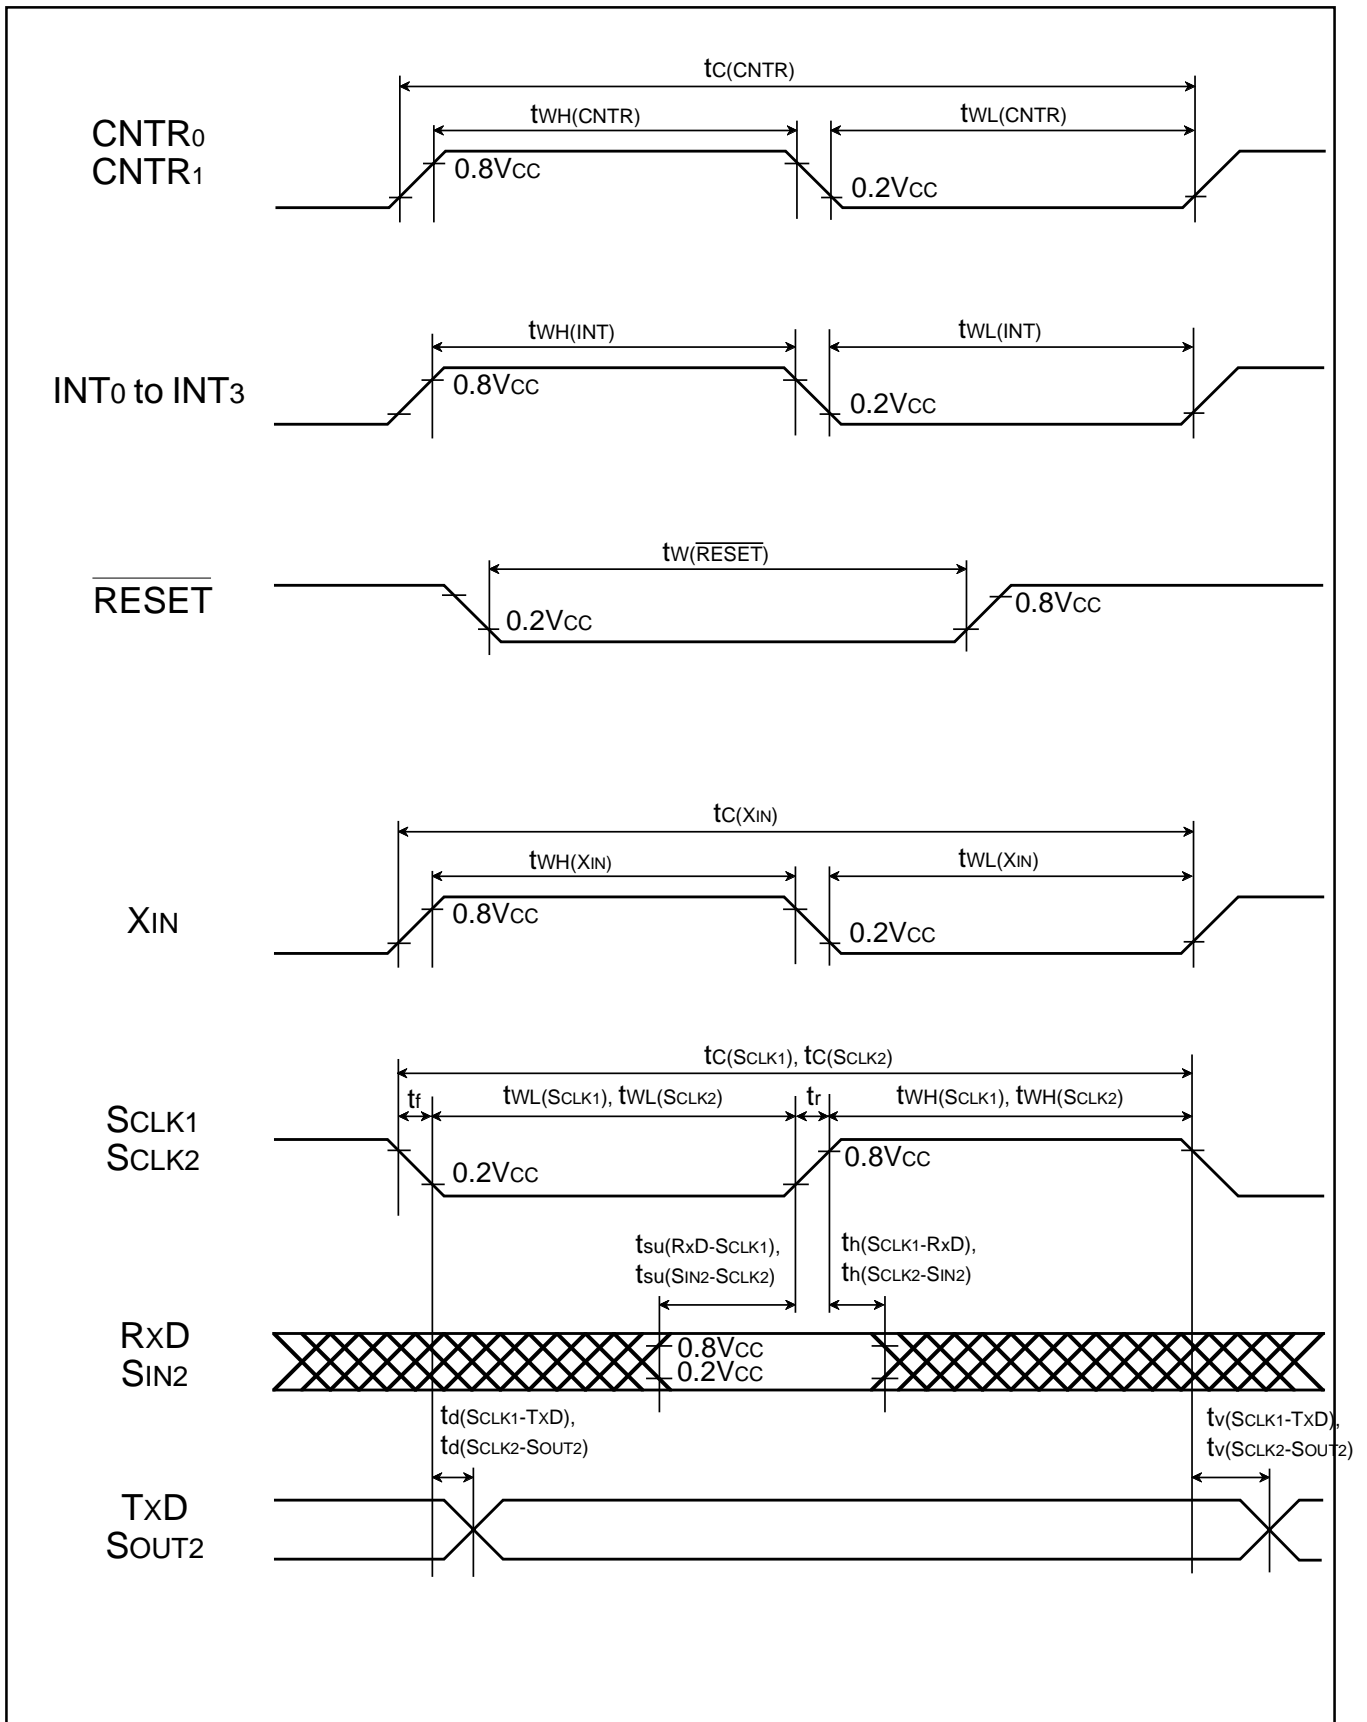 tC(CNTR)
tWH(CNTR)
tWL(CNTR)
CNTR0
CNTR1
0.8VCC
0.2VCC
tWH(INT)
tWL(INT)
INT0 to INT3
0.8VCC
0.2VCC
tW(RESET)
RESET
0.2VCC
0.8VCC
tC(XIN)
tWH(XIN)
tWL(XIN)
XIN
0.8VCC
0.2VCC
tC(SCLK1), tC(SCLK2)
tf
tWL(SCLK1), tWL(SCLK2)
tr
tWH(SCLK1), tWH(SCLK2)
SCLK1
SCLK2
0.2VCC
0.8VCC
tsu(RxD-SCLK1),
tsu(SIN2-SCLK2)
th(SCLK1-RxD),
th(SCLK2-SIN2)
RXD
SIN2
0.8VCC
0.2VCC
td(SCLK1-TXD),
td(SCLK2-SOUT2)
tv(SCLK1-TXD),
tv(SCLK2-SOUT2)
TXD
SOUT2